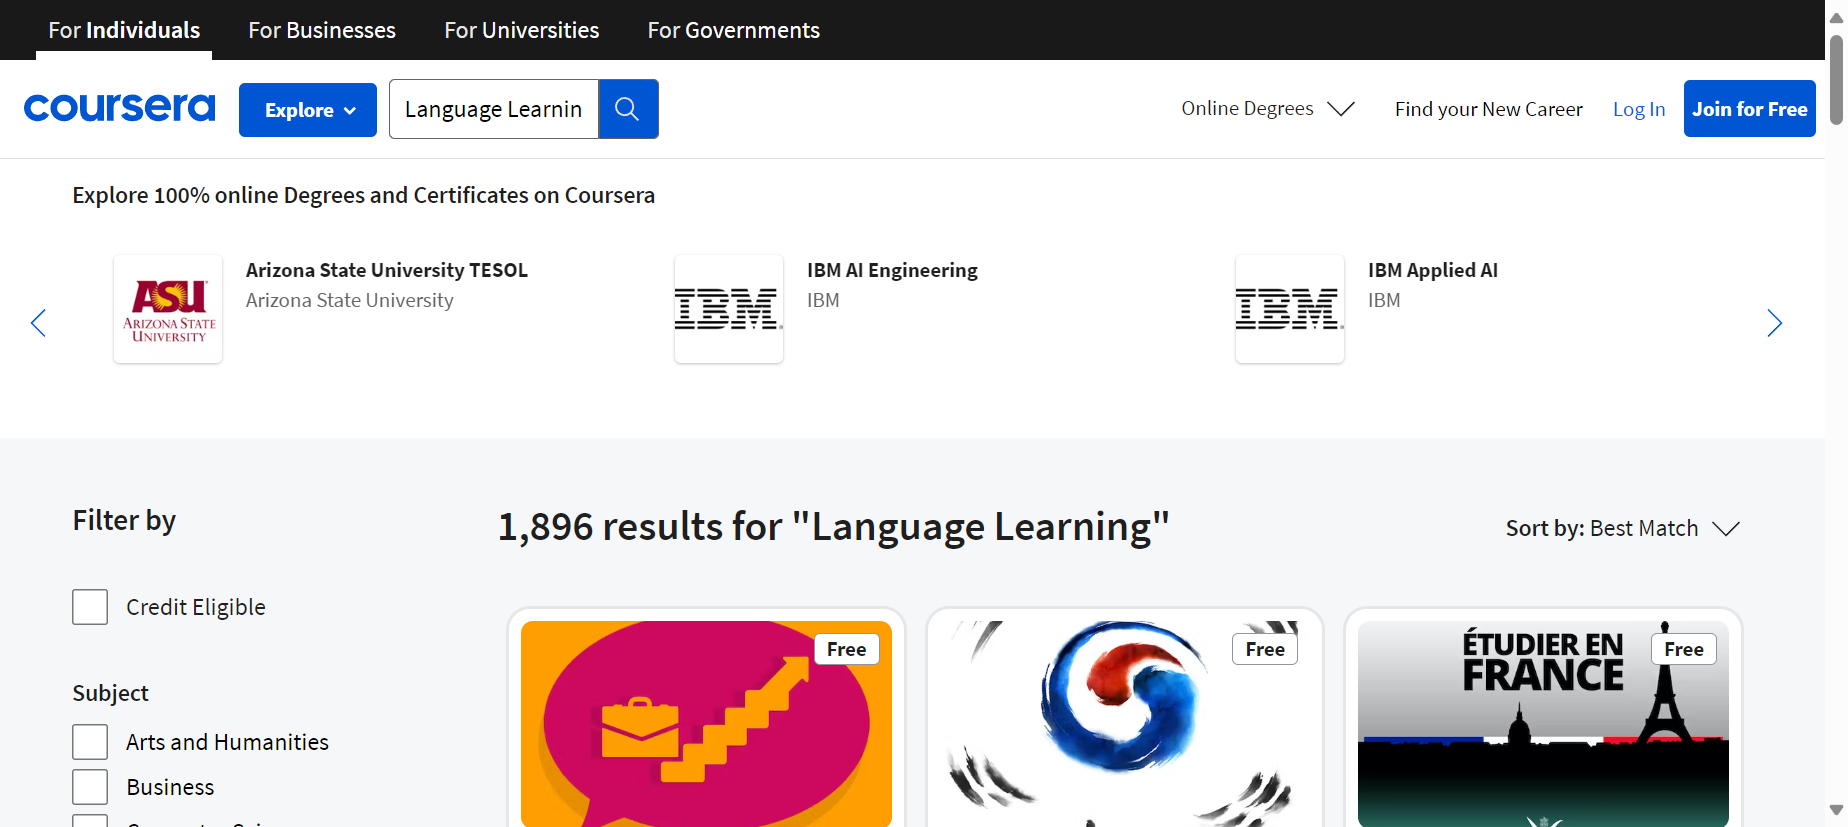 For Individuals
For Businesses
For Universities
For Governments
coursera
Explore
Language Learnin
Online Degrees
Find your New Career
Log In
Join for Free
Explore 100% online Degrees and Certificates on Coursera
ASU
ARIZONA STATE
UNIVERSITY
Arizona State University TESOL
Arizona State University
IBM
IBM AI Engineering
IBM
IBM
IBM Applied AI
IBM
Filter by
1,896 results for "Language Learning"
Sort by: Best Match
Credit Eligible
Subject
Arts and Humanities
Business
Free
Free
ÉTUDIER EN
FRANCE
Free